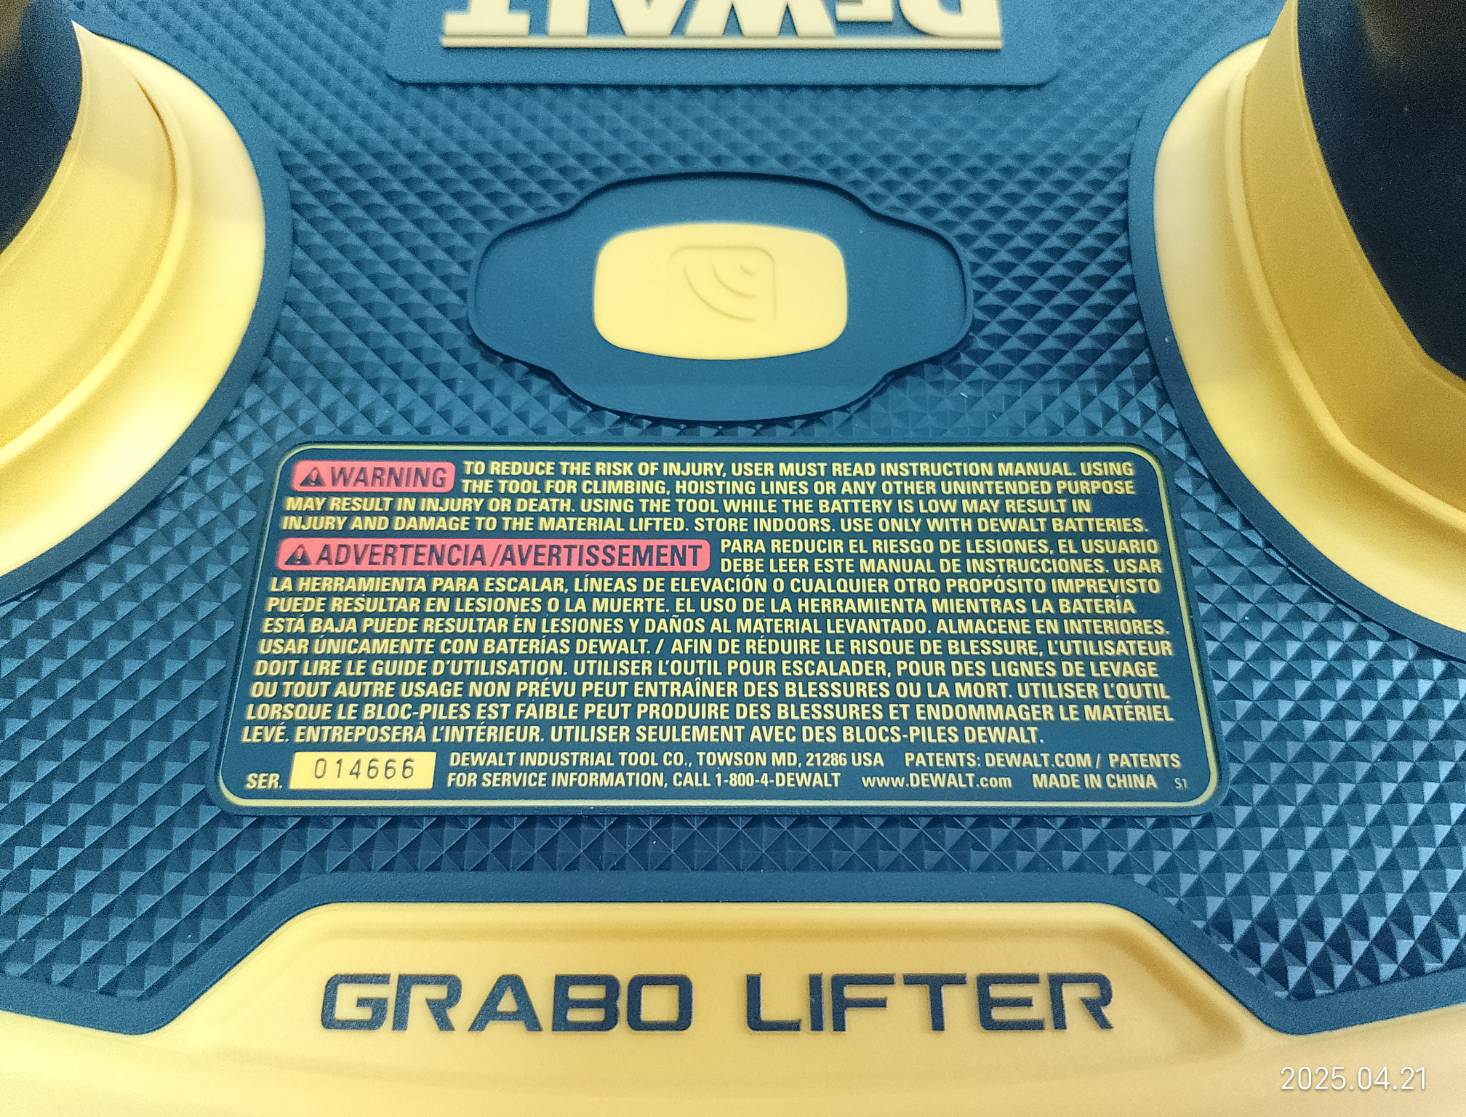 DEWALT
WARNING TO REDUCE THE RISK OF INJURY, USER MUST READ INSTRUCTION MANUAL. USING
THE TOOL FOR CLIMBING, HOISTING LINES OR ANY OTHER UNINTENDED PURPOSE
MAY RESULT IN INJURY OR DEATH. USING THE TOOL WHILE THE BATTERY IS LOW MAY RESULT IN
INJURY AND DAMAGE TO THE MATERIAL LIFTED. STORE INDOORS. USE ONLY WITH DEWALT BATTERIES.
ADVERTENCIA/AVERTISSEMENT PARA REDUCIR EL RIESGO DE LESIONES, EL USUARIO
DEBE LEER ESTE MANUAL DE INSTRUCCIONES. USAR
LA HERRAMIENTA PARA ESCALAR, LÍNEAS DE ELEVACIÓN O CUALQUIER OTRO PROPÓSITO IMPREVISTO
PUEDE RESULTAR EN LESIONES O LA MUERTE. EL USO DE LA HERRAMIENTA MIENTRAS LA BATERÍA
ESTÁ BAJA PUEDE RESULTAR EN LESIONES Y DAÑOS AL MATERIAL LEVANTADO. ALMACENE EN INTERIORES.
USAR ÚNICAMENTE CON BATERÍAS DEWALT. / AFIN DE RÉDUIRE LE RISQUE DE BLESSURE, L'UTILISATEUR
DOIT LIRE LE GUIDE D'UTILISATION. UTILISER L'OUTIL POUR ESCALADER, POUR DES LIGNES DE LEVAGE
OU TOUT AUTRE USAGE NON PRÉVU PEUT ENTRAÎNER DES BLESSURES OU LA MORT. UTILISER L'OUTIL
LORSQUE LE BLOC-PILES EST FAIBLE PEUT PRODUIRE DES BLESSURES ET ENDOMMAGER LE MATÉRIEL
LEVÉ. ENTREPOSER À L'INTÉRIEUR. UTILISER SEULEMENT AVEC DES BLOCS-PILES DEWALT.
DEWALT INDUSTRIAL TOOL CO., TOWSON MD, 21286 USA PATENTS: DEWALT.COM / PATENTS
SER. 014666 FOR SERVICE INFORMATION, CALL 1-800-4-DEWALT www.DEWALT.com MADE IN CHINA S1
GRABO LIFTER
2025.04.21